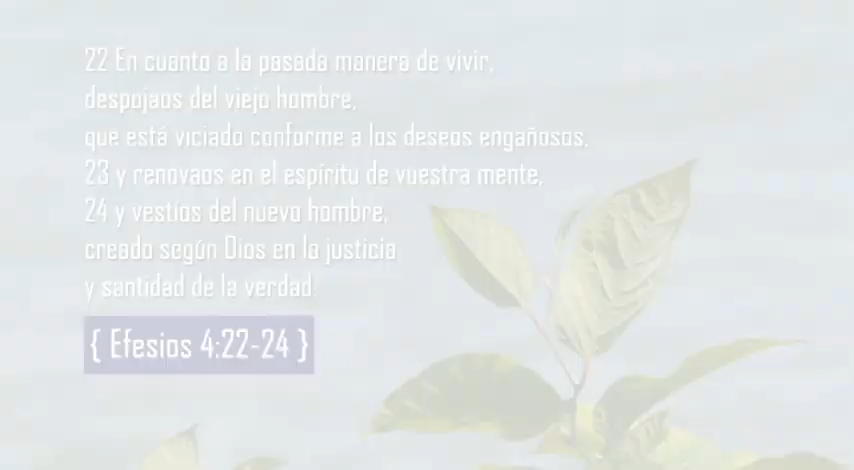 22 En cuanto a la pasada manera de vivir,
despojaos del viejo hombre,
que está viciado conforme a los deseos engañosos,
23 y renovaos en el espíritu de vuestra mente,
24 y vestíos del nuevo hombre,
creado según Dios en la justicia
y santidad de la verdad.
{ Efesios 4:22-24 }